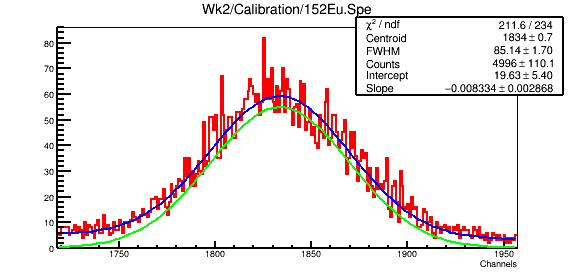 Wk2/Calibration/152Eu.Spe
χ² / ndf 211.6 / 234
Centroid 1834 ± 0.7
FWHM 85.14 ± 1.70
Counts 4996 ± 110.1
Intercept 19.63 ± 5.40
Slope −0.008334 ± 0.002868
80
70
60
50
40
30
20
10
0
1750 1800 1850 1900 1950
Channels